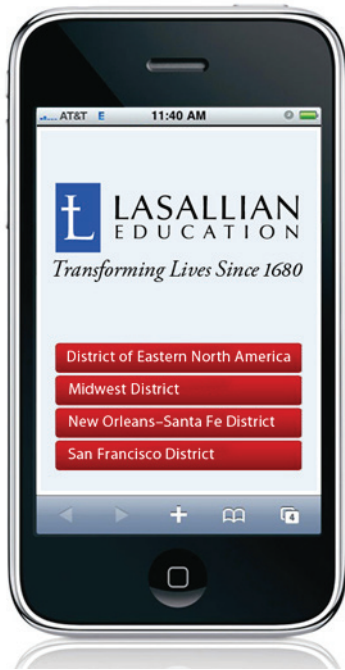 AT&T E 11:40 AM
LASALLIAN
EDUCATION
Transforming Lives Since 1680
District of Eastern North America
Midwest District
New Orleans–Santa Fe District
San Francisco District
4